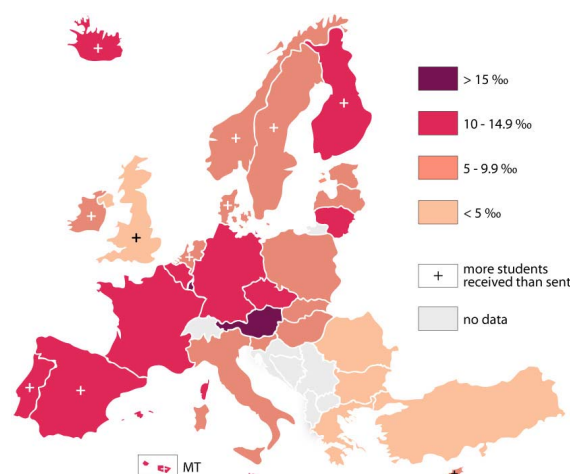 > 15 ‰
10 - 14.9 ‰
5 - 9.9 ‰
< 5 ‰
+ more students
received than sent
no data
MT